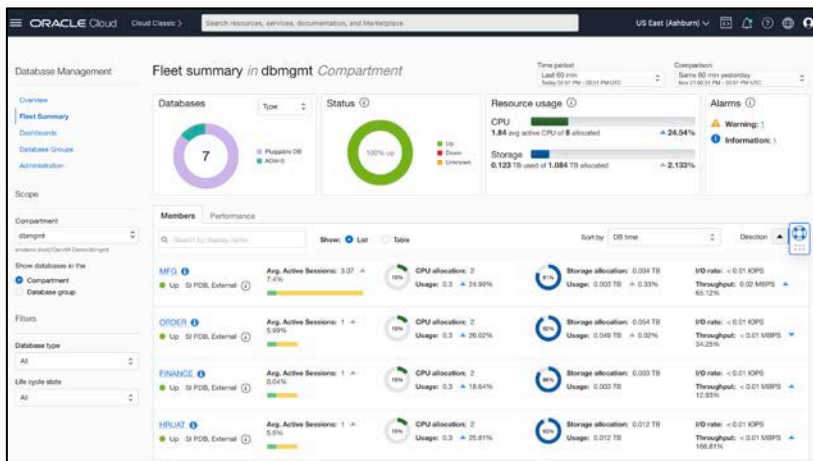 ORACLE Cloud
Cloud Classic >
Search resources, services, documentation, and Marketplace
US East (Ashburn)
Database Management
Overview
Fleet Summary
Dashboards
Database Groups
Administration
Scope
Compartment
dbmgmt
Show databases in the
Compartment
Database group
Filters
Database type
All
Life cycle state
All
Fleet summary in dbmgmt Compartment
Time period
Last 60 min
Comparison
Same 60 min yesterday
Databases
Type
7
Pluggable DB
Status
100% up
Up
Down
Unknown
Resource usage
CPU
1.84 avg active CPU of 8 allocated
24.54%
Storage
0.123 TB used of 1.084 TB allocated
2.133%
Alarms
Warning: 1
Information: 1
Members
Performance
Search by display name
Show: List Table
Sort by DB time
Direction
MFG
Up SI PDB, External
Avg. Active Sessions: 3.07
7.4%
15%
CPU allocation: 2
Usage: 0.3 24.99%
Storage allocation: 0.004 TB
Usage: 0.003 TB 0.33%
I/O rate: < 0.01 IOPS
Throughput: 0.02 MBPS
65.12%
ORDER
Up SI PDB, External
Avg. Active Sessions: 1
5.99%
15%
CPU allocation: 2
Usage: 0.3 26.02%
Storage allocation: 0.054 TB
Usage: 0.049 TB 0.02%
I/O rate: < 0.01 IOPS
Throughput: < 0.01 MBPS
34.25%
FINANCE
Up SI PDB, External
Avg. Active Sessions: 1
0.04%
15%
CPU allocation: 2
Usage: 0.3 18.64%
Storage allocation: 0.003 TB
Usage: 0.003 TB
I/O rate: < 0.01 IOPS
Throughput: < 0.01 MBPS
12.93%
HRUAT
Up SI PDB, External
Avg. Active Sessions: 1
5.5%
15%
CPU allocation: 2
Usage: 0.3 25.81%
Storage allocation: 0.012 TB
Usage: 0.012 TB
I/O rate: < 0.01 IOPS
Throughput: < 0.01 MBPS
166.81%